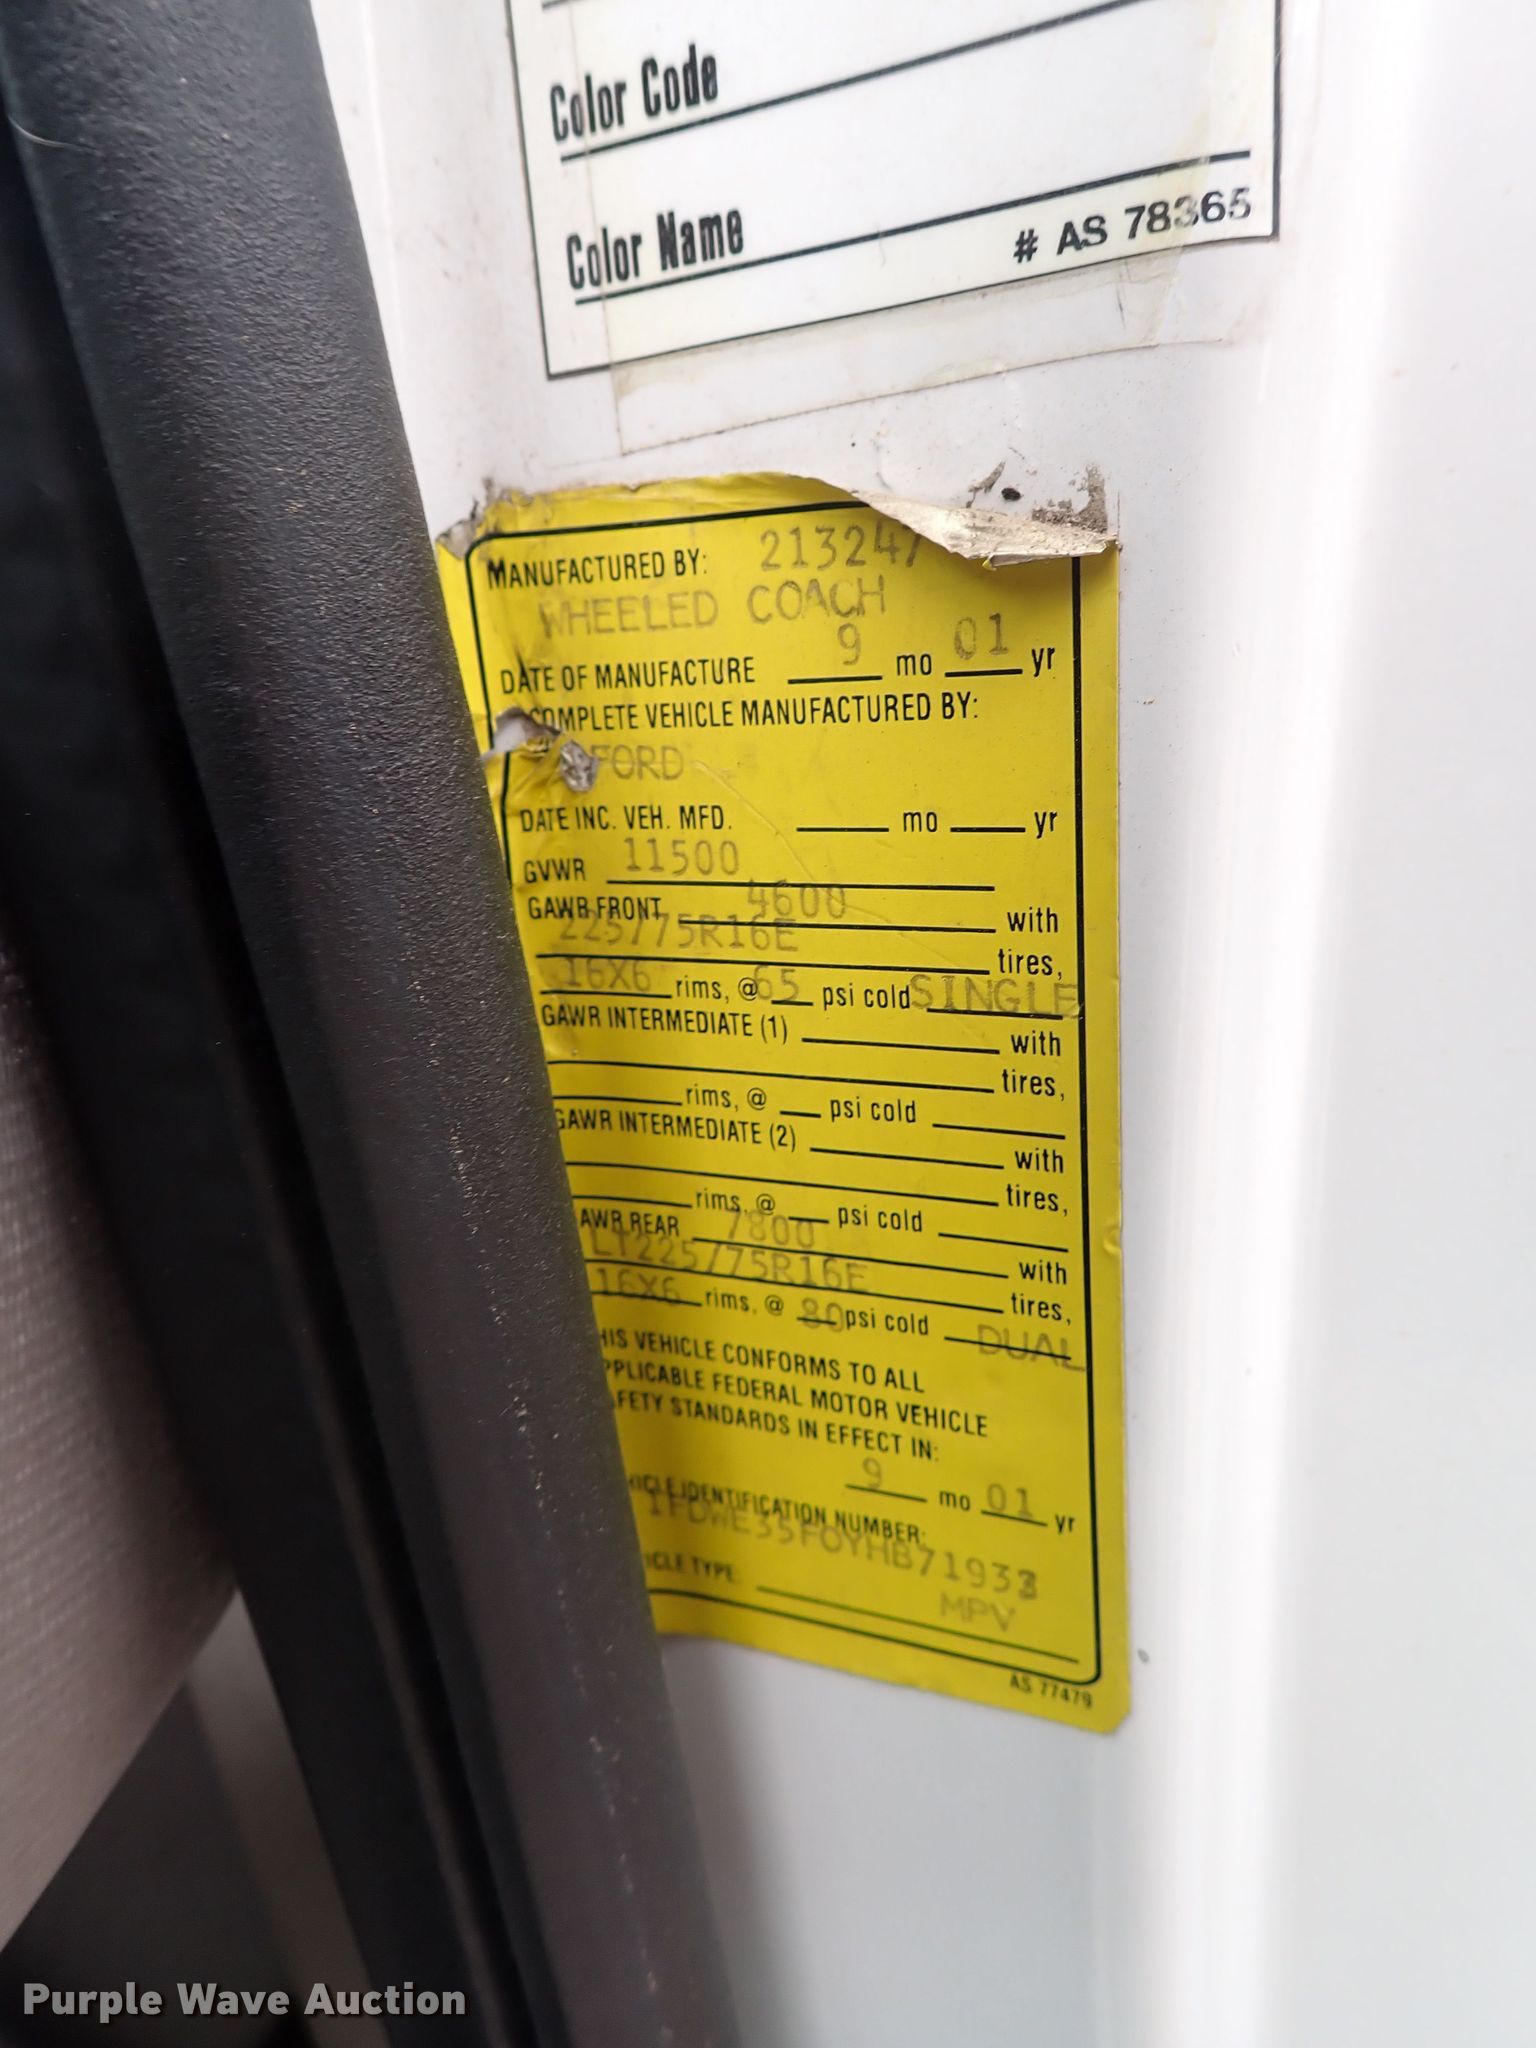 Color Code
Color Name
# AS 78365
MANUFACTURED BY: 213247
WHEELED COACH
DATE OF MANUFACTURE 9 mo 01 yr
COMPLETE VEHICLE MANUFACTURED BY:
FORD
DATE INC. VEH. MFD. mo yr
GVWR 11500
GAWR FRONT 4600 with
225/75R16E tires,
16X6 rims, @ 65 psi cold SINGLE
GAWR INTERMEDIATE (1) with
tires,
rims, @ psi cold
GAWR INTERMEDIATE (2) with
tires,
rims, @ psi cold
AWR REAR 7800 with
LT225/75R16E tires,
16X6 rims, @ 80 psi cold DUAL
HIS VEHICLE CONFORMS TO ALL
PPLICABLE FEDERAL MOTOR VEHICLE
AFETY STANDARDS IN EFFECT IN:
9 mo 01 yr
HICLE IDENTIFICATION NUMBER:
1FDWE35F0YHB71933
ICLE TYPE:
MPV
AS 77479
Purple Wave Auction